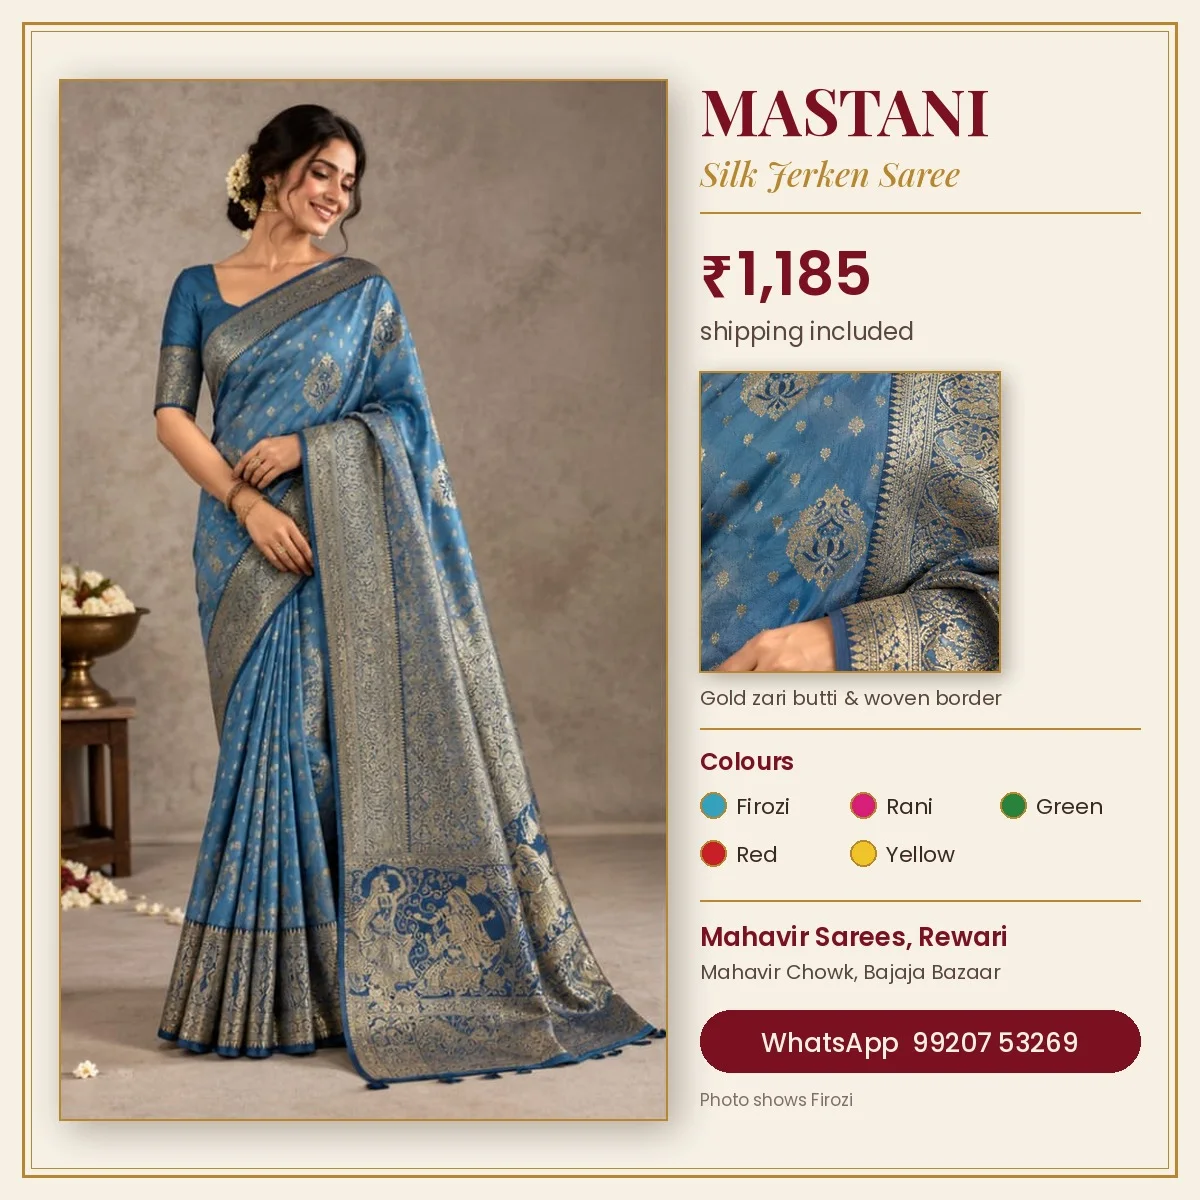 MASTANI
Silk Jerken Saree
₹1,185
shipping included
Gold zari butti & woven border
Colours
Firozi Rani Green
Red Yellow
Mahavir Sarees, Rewari
Mahavir Chowk, Bajaja Bazaar
WhatsApp 99207 53269
Photo shows Firozi